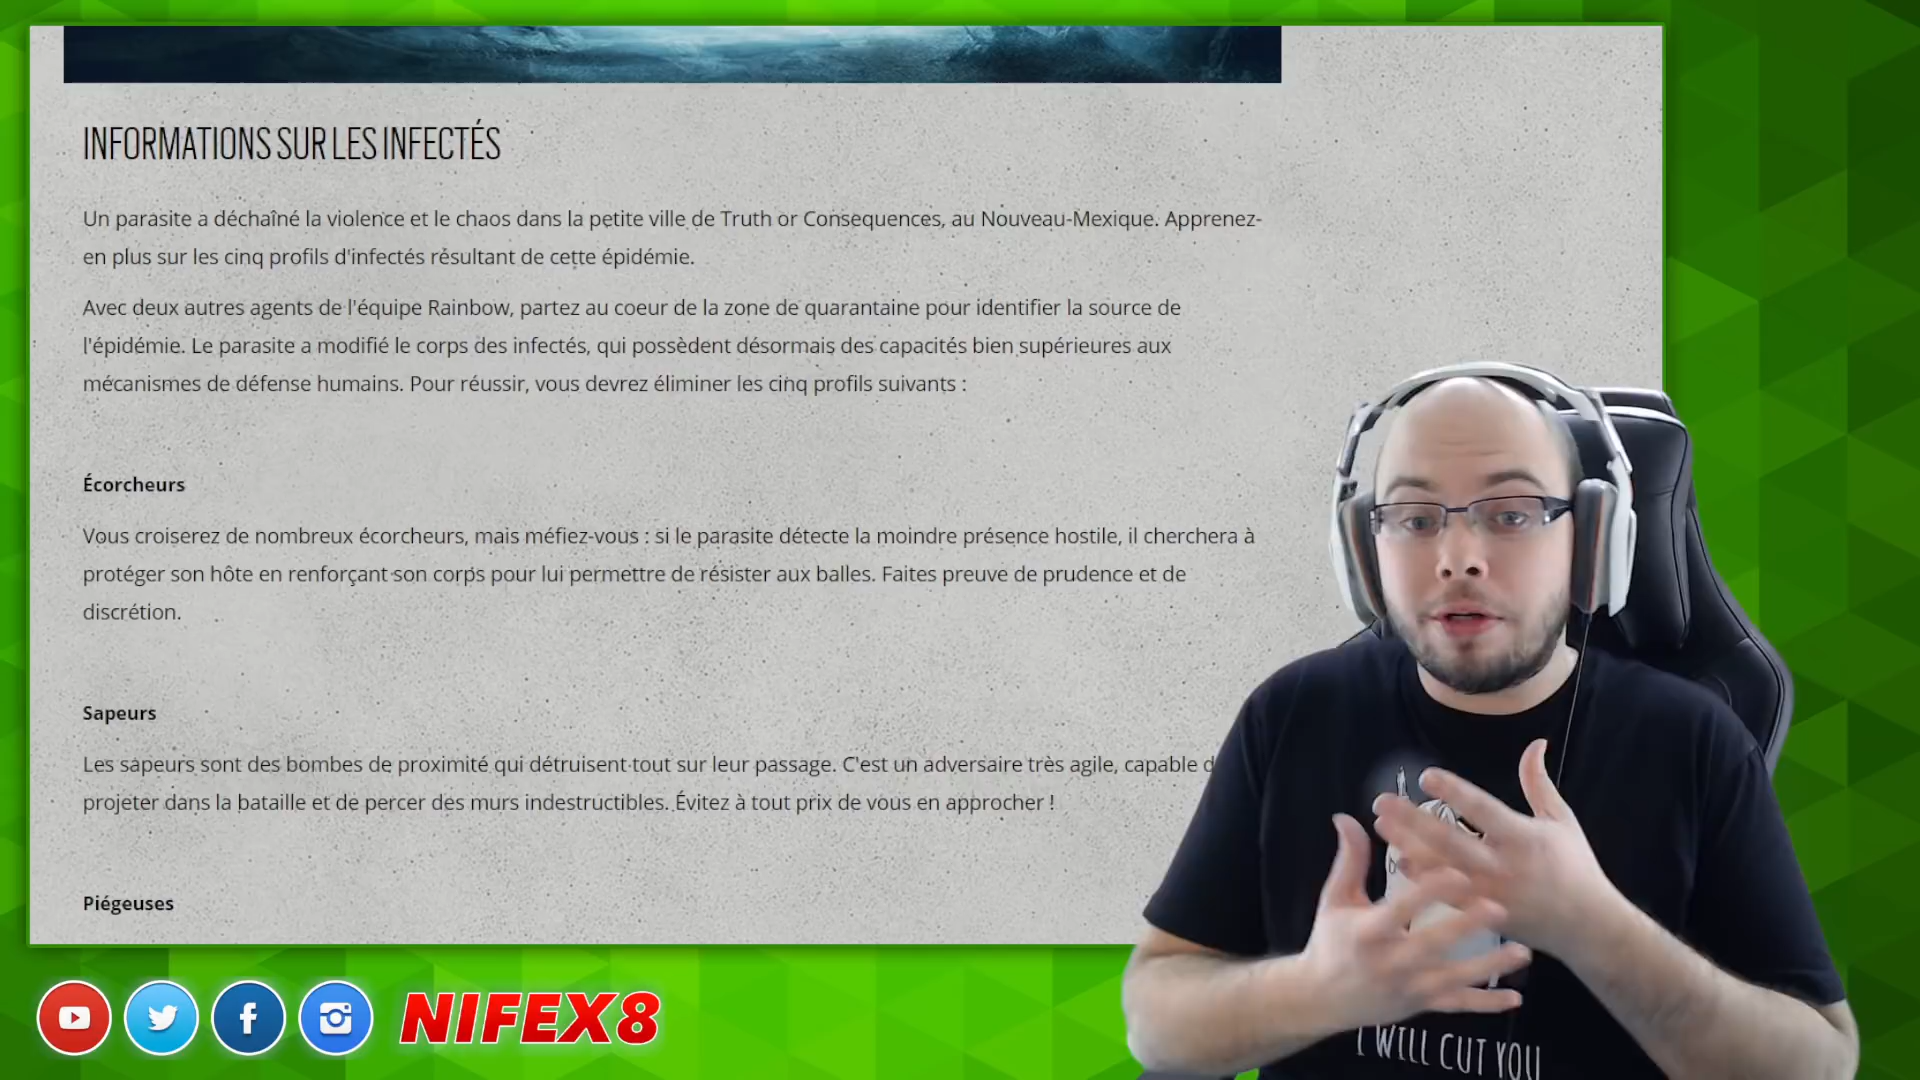 INFORMATIONS SUR LES INFECTÉS
Un parasite a déchaîné la violence et le chaos dans la petite ville de Truth or Consequences, au Nouveau-Mexique. Apprenez-
en plus sur les cinq profils d'infectés résultant de cette épidémie.
Avec deux autres agents de l'équipe Rainbow, partez au coeur de la zone de quarantaine pour identifier la source de
l'épidémie. Le parasite a modifié le corps des infectés, qui possèdent désormais des capacités bien supérieures aux
mécanismes de défense humains. Pour réussir, vous devrez éliminer les cinq profils suivants :
Écorcheurs
Vous croiserez de nombreux écorcheurs, mais méfiez-vous : si le parasite détecte la moindre présence hostile, il cherchera à
protéger son hôte en renforçant son corps pour lui permettre de résister aux balles. Faites preuve de prudence et de
discrétion.
Sapeurs
Les sapeurs sont des bombes de proximité qui détruisent tout sur leur passage. C'est un adversaire très agile, capable
projeter dans la bataille et de percer des murs indestructibles. Évitez à tout prix de vous en approcher !
Piégeuses
NIFEX8
I WILL CUT YOU